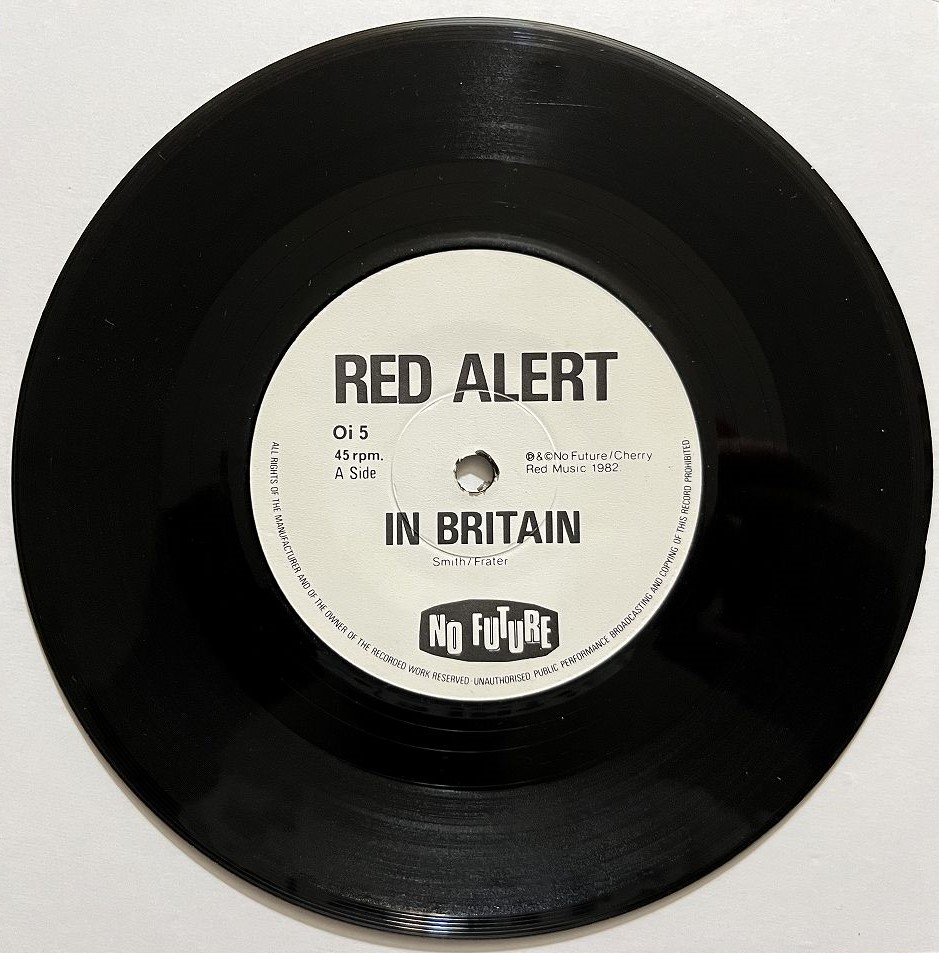 RED ALERT
Oi 5
45 rpm.
A Side
℗&©No Future/Cherry
Red Music 1982
IN BRITAIN
Smith/Frater
NO FUTURE
ALL RIGHTS OF THE MANUFACTURER AND OF THE OWNER OF THE RECORDED WORK RESERVED·UNAUTHORISED PUBLIC PERFORMANCE BROADCASTING AND COPYING OF THIS RECORD PROHIBITED